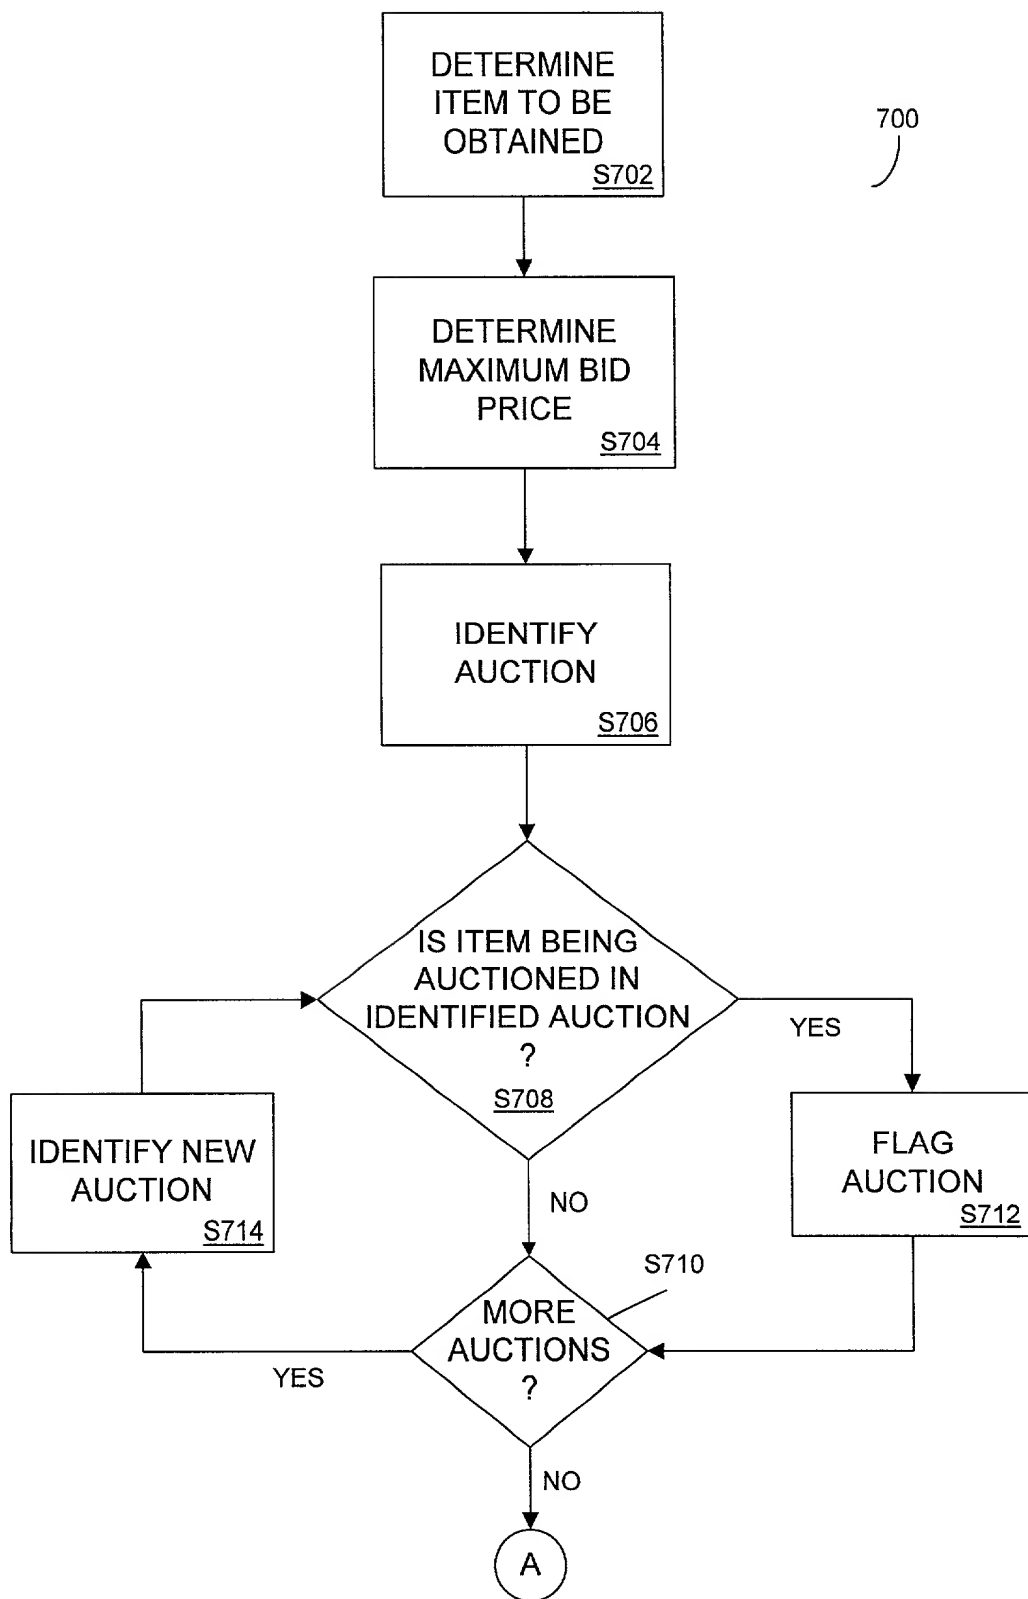 DETERMINE
ITEM TO BE
OBTAINED
S702
700
DETERMINE
MAXIMUM BID
PRICE
S704
IDENTIFY
AUCTION
S706
IS ITEM BEING
AUCTIONED IN
IDENTIFIED AUCTION
?
S708
YES
IDENTIFY NEW
AUCTION
S714
FLAG
AUCTION
S712
NO
S710
MORE
AUCTIONS
?
YES
NO
A